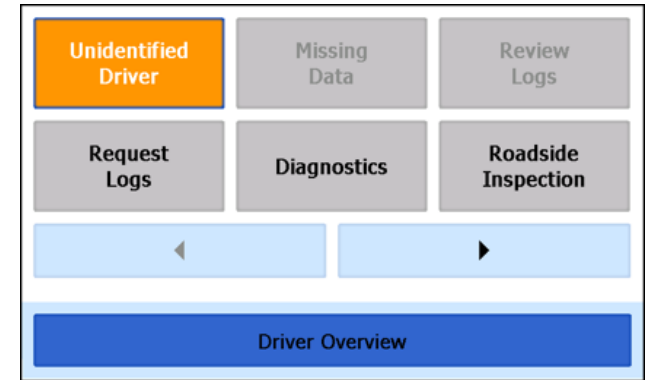 Unidentified
Driver
Missing
Data
Review
Logs
Request
Logs
Diagnostics
Roadside
Inspection
Driver Overview